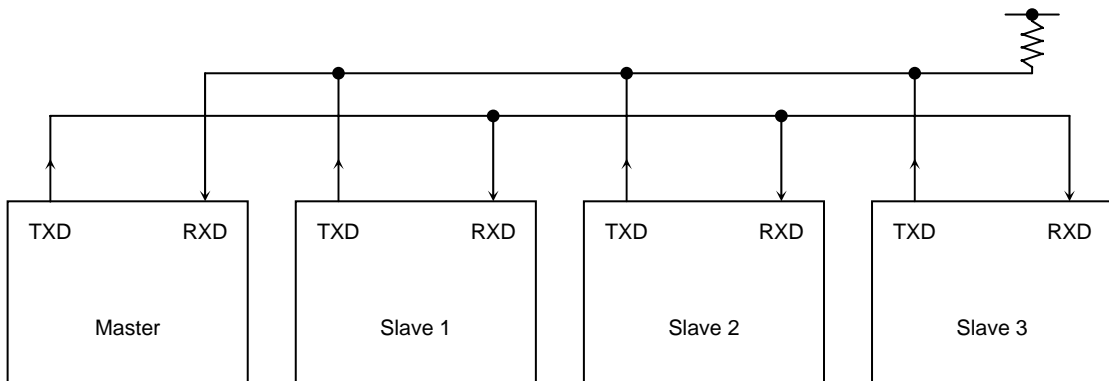 TXD RXD TXD RXD TXD RXD TXD RXD
Master Slave 1 Slave 2 Slave 3